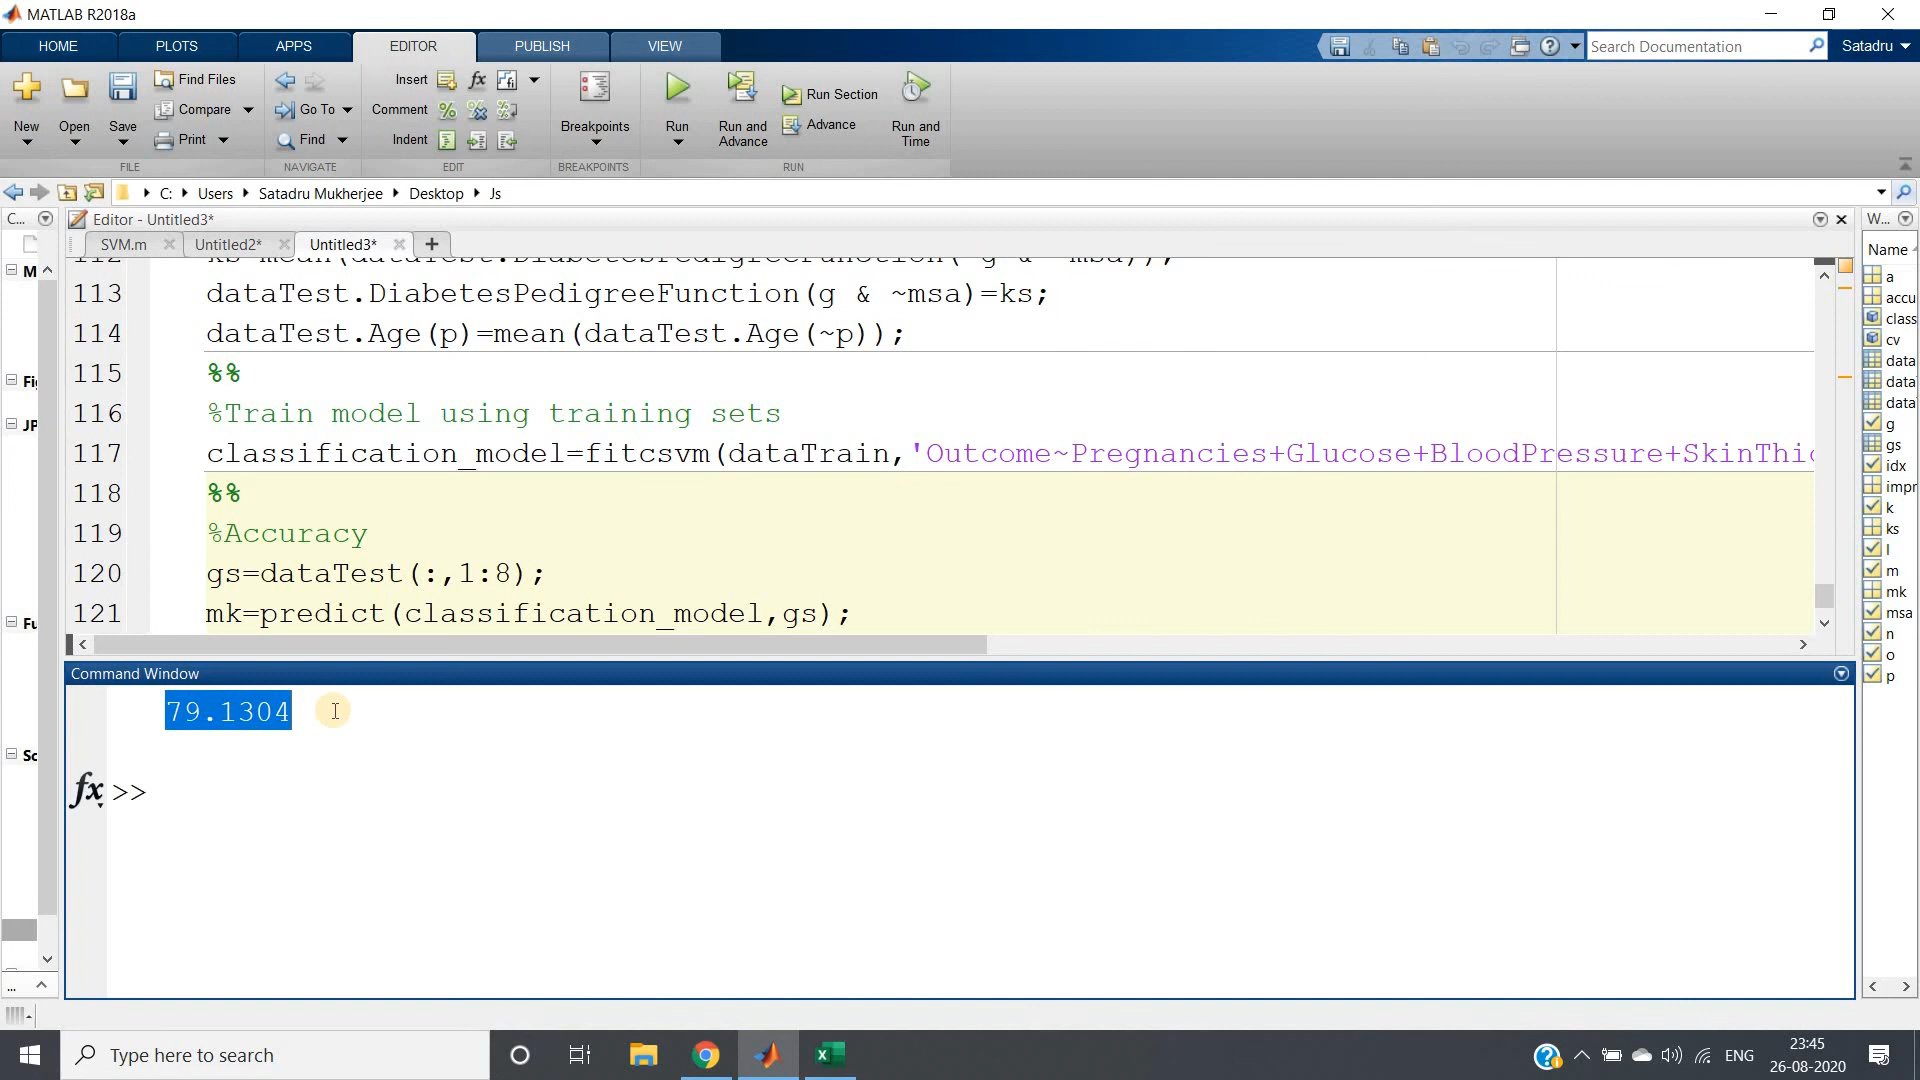 MATLAB R2018a
HOME PLOTS APPS EDITOR PUBLISH VIEW
Search Documentation
Satadru
New Open Save
Find Files
Compare
Print
FILE
Go To
Find
NAVIGATE
Insert fx
Comment
Indent
EDIT
Breakpoints
BREAKPOINTS
Run
Run and Advance
Run Section
Advance
Run and Time
RUN
C: Users Satadru Mukherjee Desktop Js
C...
Editor - Untitled3*
SVM.m Untitled2* Untitled3*
113 dataTest.DiabetesPedigreeFunction(g & ~msa)=ks;
114 dataTest.Age(p)=mean(dataTest.Age(~p));
115 %%
116 %Train model using training sets
117 classification_model=fitcsvm(dataTrain,'Outcome~Pregnancies+Glucose+BloodPressure+SkinThic
118 %%
119 %Accuracy
120 gs=dataTest(:,1:8);
121 mk=predict(classification_model,gs);
Command Window
79.1304
fx >>
M
Fi
JP
Fu
Sc
...
W...
Name
a
accu
class
cv
data
data
data
g
gs
idx
impr
k
ks
l
m
mk
msa
n
o
p
Type here to search
ENG
23:45
26-08-2020